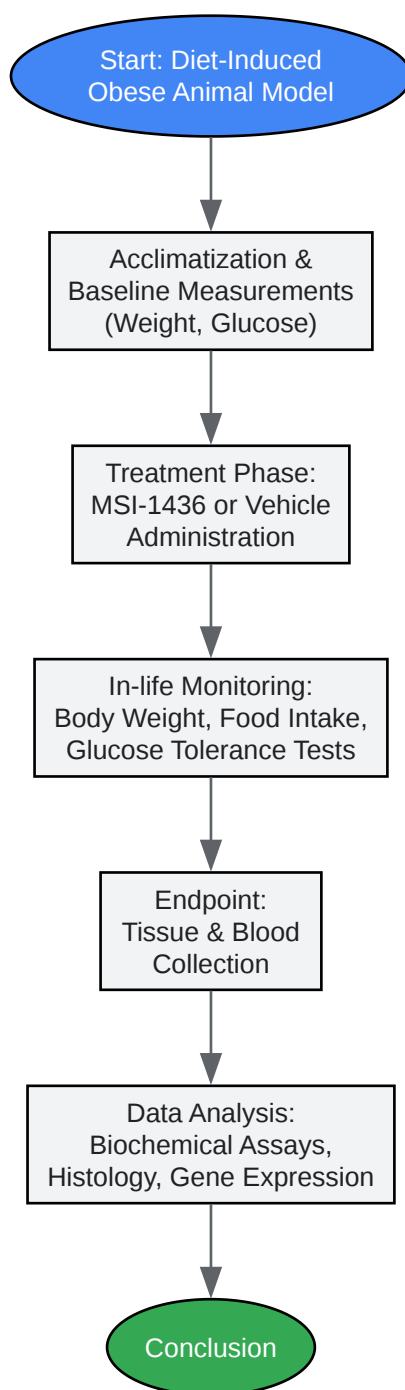 Start: Diet-Induced
Obese Animal Model
Acclimatization &
Baseline Measurements
(Weight, Glucose)
Treatment Phase:
MSI-1436 or Vehicle
Administration
In-life Monitoring:
Body Weight, Food Intake,
Glucose Tolerance Tests
Endpoint:
Tissue & Blood
Collection
Data Analysis:
Biochemical Assays,
Histology, Gene Expression
Conclusion